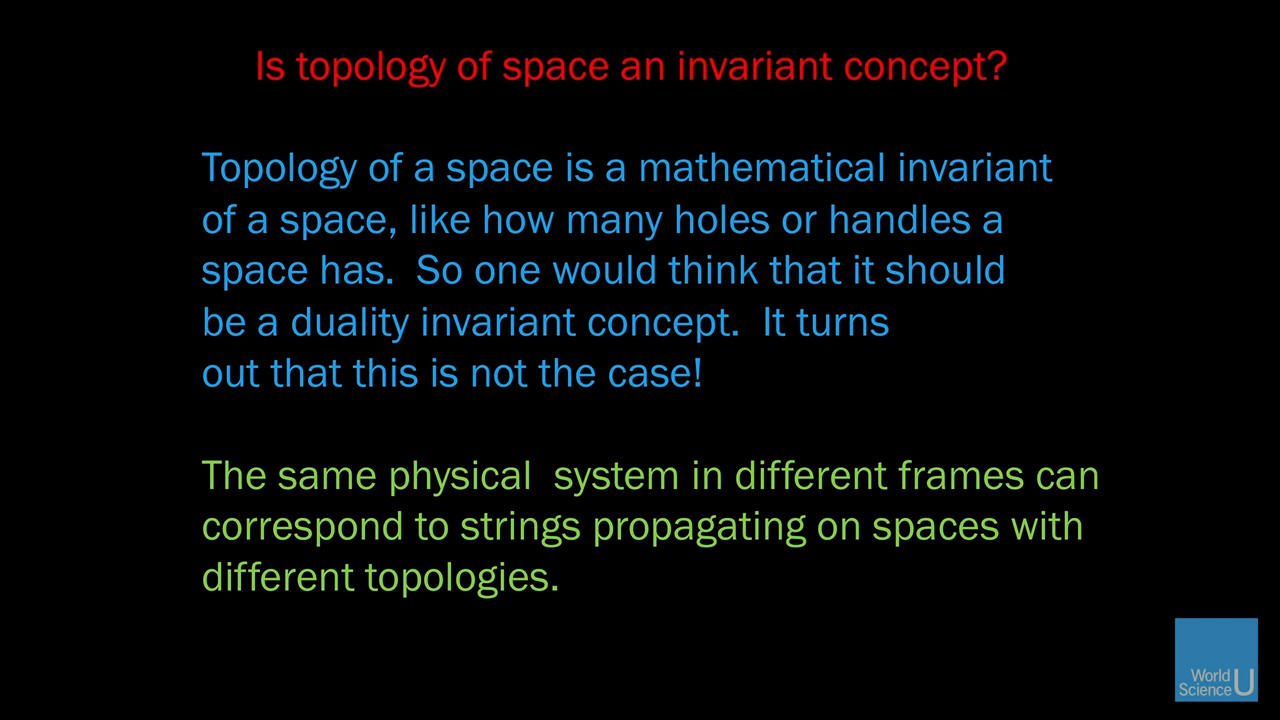 Is topology of space an invariant concept?
Topology of a space is a mathematical invariant
of a space, like how many holes or handles a
space has.  So one would think that it should
be a duality invariant concept.  It turns
out that this is not the case!
The same physical  system in different frames can
correspond to strings propagating on spaces with
different topologies.
World
Science U